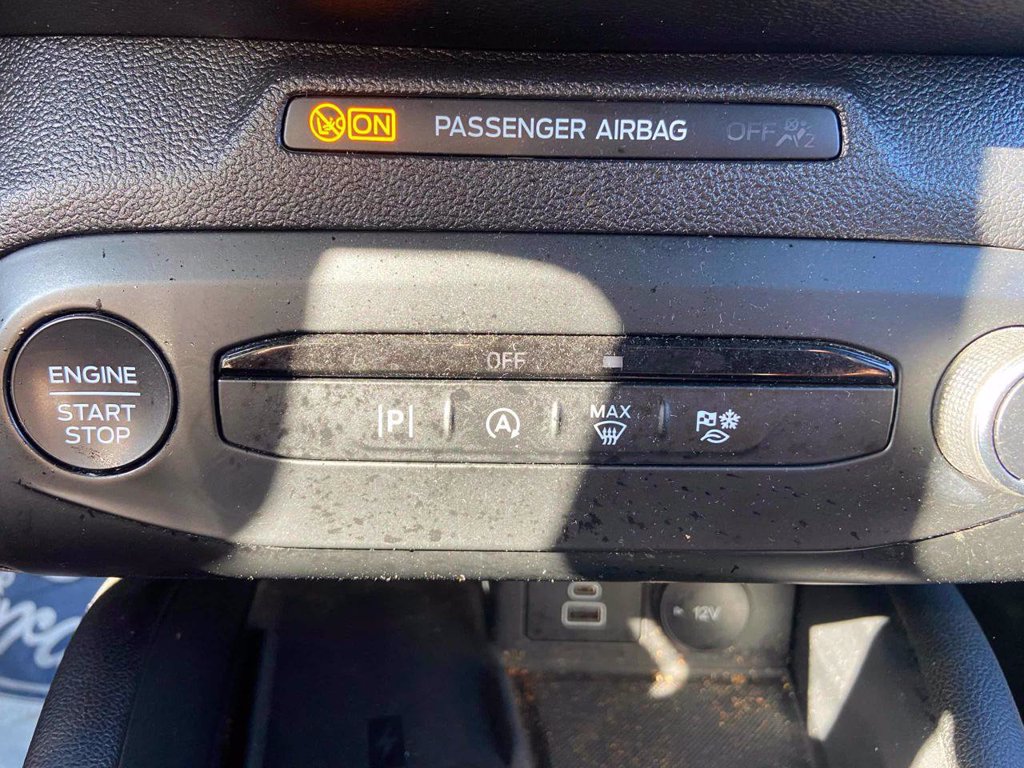 ON PASSENGER AIRBAG OFF
ENGINE
START
STOP
OFF
P A MAX
12V